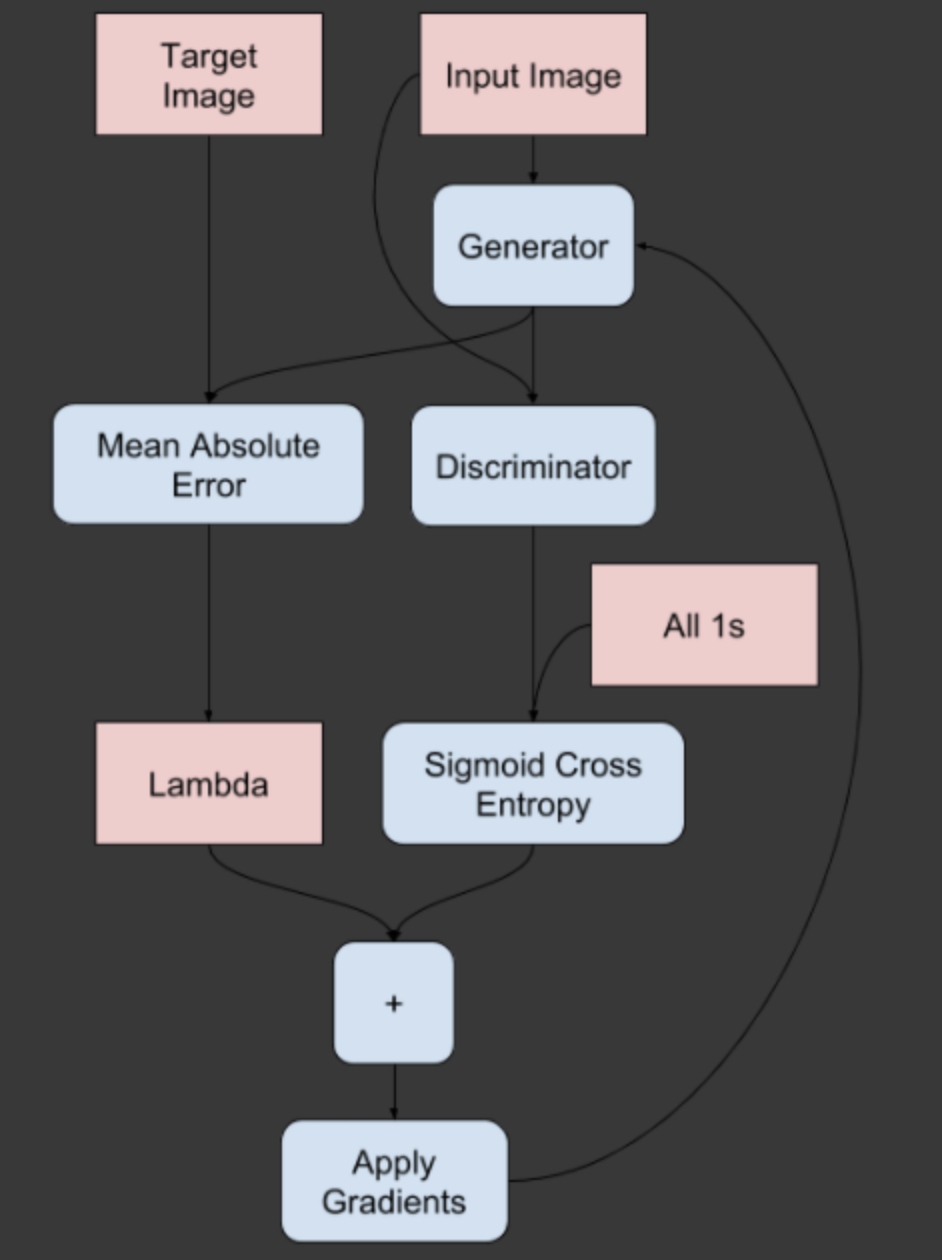 Target
Image
Input Image
Generator
Mean Absolute
Error
Discriminator
All 1s
Lambda
Sigmoid Cross
Entropy
+
Apply
Gradients